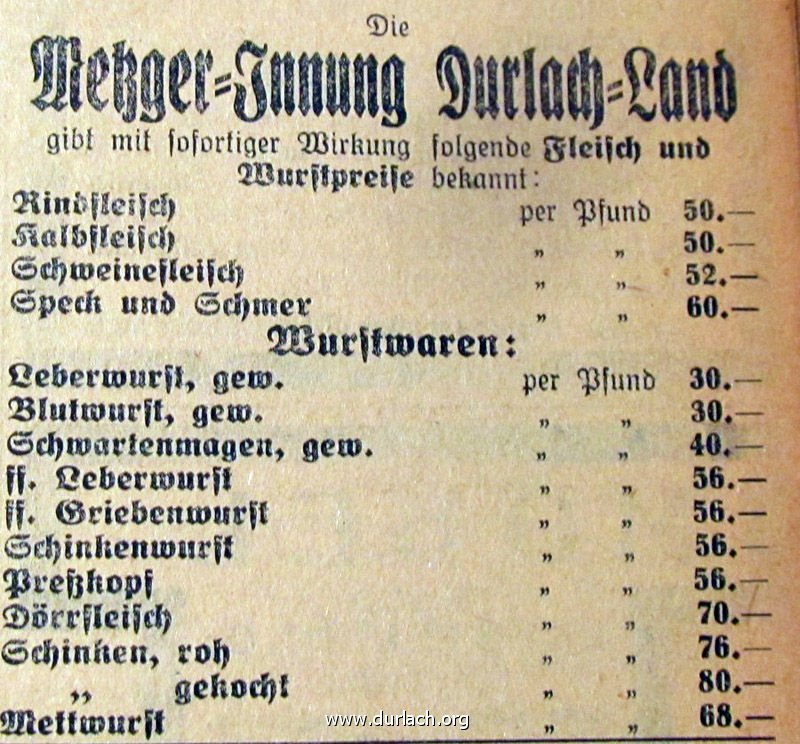 Die
Metzger-Innung Durlach-Land
gibt mit sofortiger Wirkung folgende Fleisch und
Wurstpreise bekannt:
Rindfleisch per Pfund 50.—
Kalbfleisch „ „ 50.—
Schweinefleisch „ „ 52.—
Speck und Schmer „ „ 60.—
Wurstwaren:
Leberwurst, gew. per Pfund 30.—
Blutwurst, gew. „ „ 30.—
Schwartenmagen, gew. „ „ 40.—
ff. Leberwurst „ „ 56.—
ff. Griebenwurst „ „ 56.—
Schinkenwurst „ „ 56.—
Preßkopf „ „ 56.—
Dörrfleisch „ „ 70.—
Schinken, roh „ „ 76.—
„ gekocht „ „ 80.—
Mettwurst „ „ 68.—
www.durlach.org